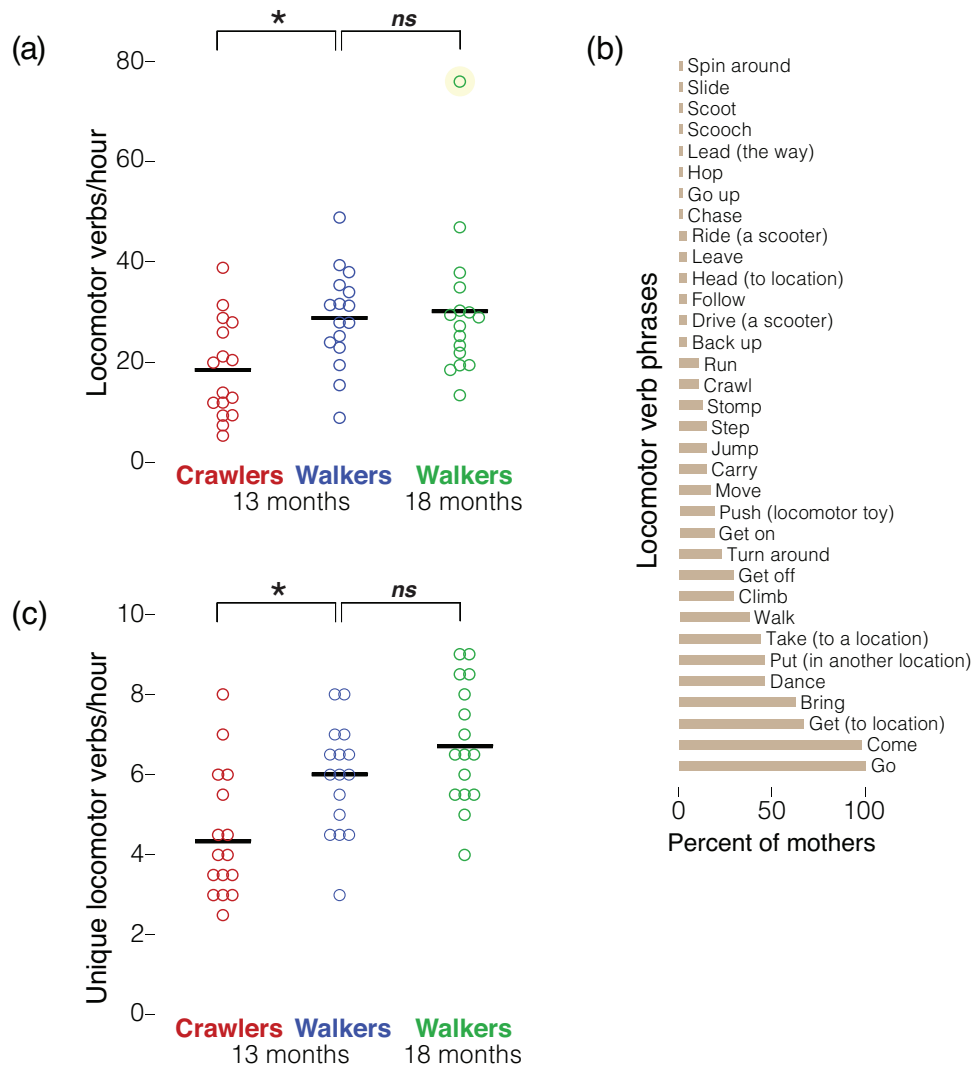 (a)
*
ns
Locomotor verbs/hour
80
60
40
20
0
Crawlers
Walkers
Walkers
13 months
18 months
(b)
Locomotor verb phrases
Spin around
Slide
Scoot
Scooch
Lead (the way)
Hop
Go up
Chase
Ride (a scooter)
Leave
Head (to location)
Follow
Drive (a scooter)
Back up
Run
Crawl
Stomp
Step
Jump
Carry
Move
Push (locomotor toy)
Get on
Turn around
Get off
Climb
Walk
Take (to a location)
Put (in another location)
Dance
Bring
Get (to location)
Come
Go
0
50
100
Percent of mothers
(c)
*
ns
Unique locomotor verbs/hour
10
8
6
4
2
0
Crawlers
Walkers
Walkers
13 months
18 months